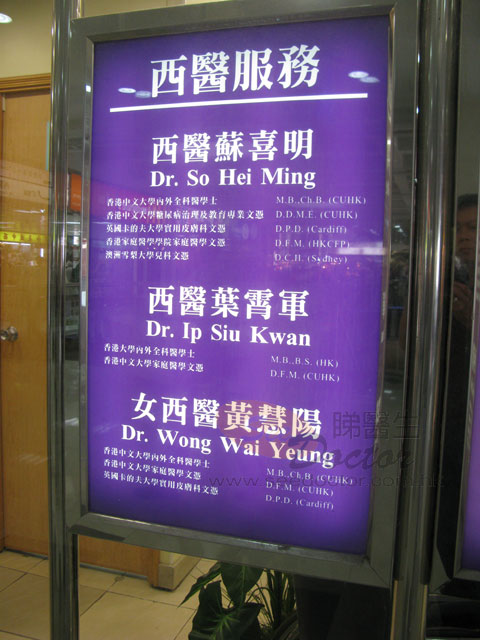 西醫服務
西醫蘇喜明
Dr. So Hei Ming
香港中文大學內外全科醫學士 M.B.,Ch.B. (CUHK)
香港中文大學糖尿病治理及教育專業文憑 D.D.M.E. (CUHK)
英國卡的夫大學實用皮膚科文憑 D.P.D. (Cardiff)
香港家庭醫學學院家庭醫學文憑 D.F.M. (HKCFP)
澳洲雪梨大學兒科文憑 D.C.H. (Sydney)
西醫葉霄軍
Dr. Ip Siu Kwan
香港大學內外全科醫學士 M.B.,B.S. (HK)
香港中文大學家庭醫學文憑 D.F.M. (CUHK)
女西醫黃慧陽
Dr. Wong Wai Yeung
香港中文大學內外全科醫學士 M.B.,Ch.B. (CUHK)
香港中文大學家庭醫學文憑 D.F.M. (CUHK)
英國卡的夫大學實用皮膚科文憑 D.P.D. (Cardiff)
睇醫生
Doctor